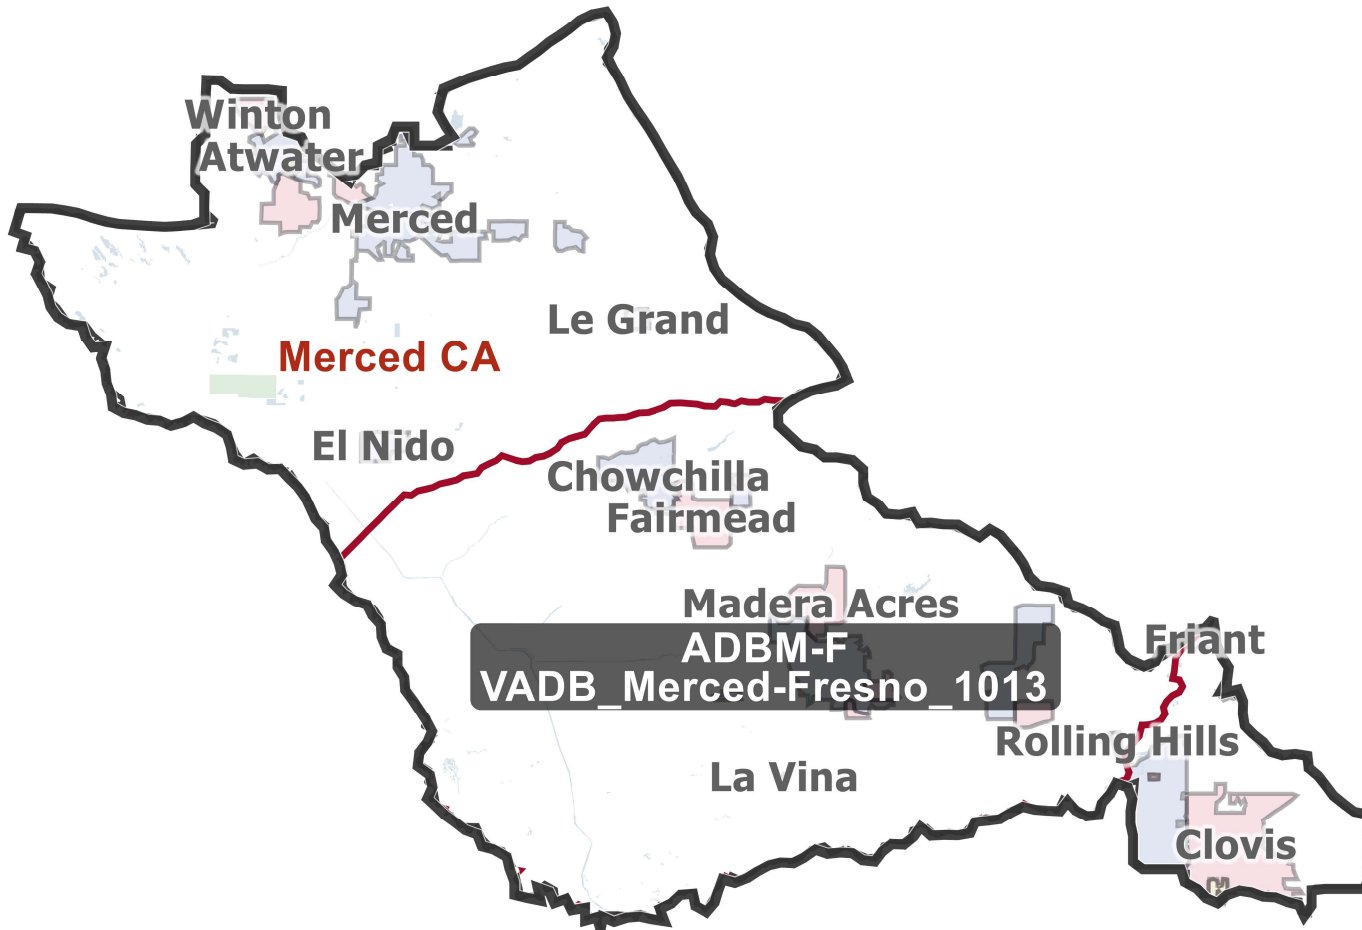 Winton
Atwater
Merced
Le Grand
Merced CA
El Nido
Chowchilla
Fairmead
Madera Acres
ADBM-F
VADB_Merced-Fresno_1013
Friant
Rolling Hills
La Vina
Clovis